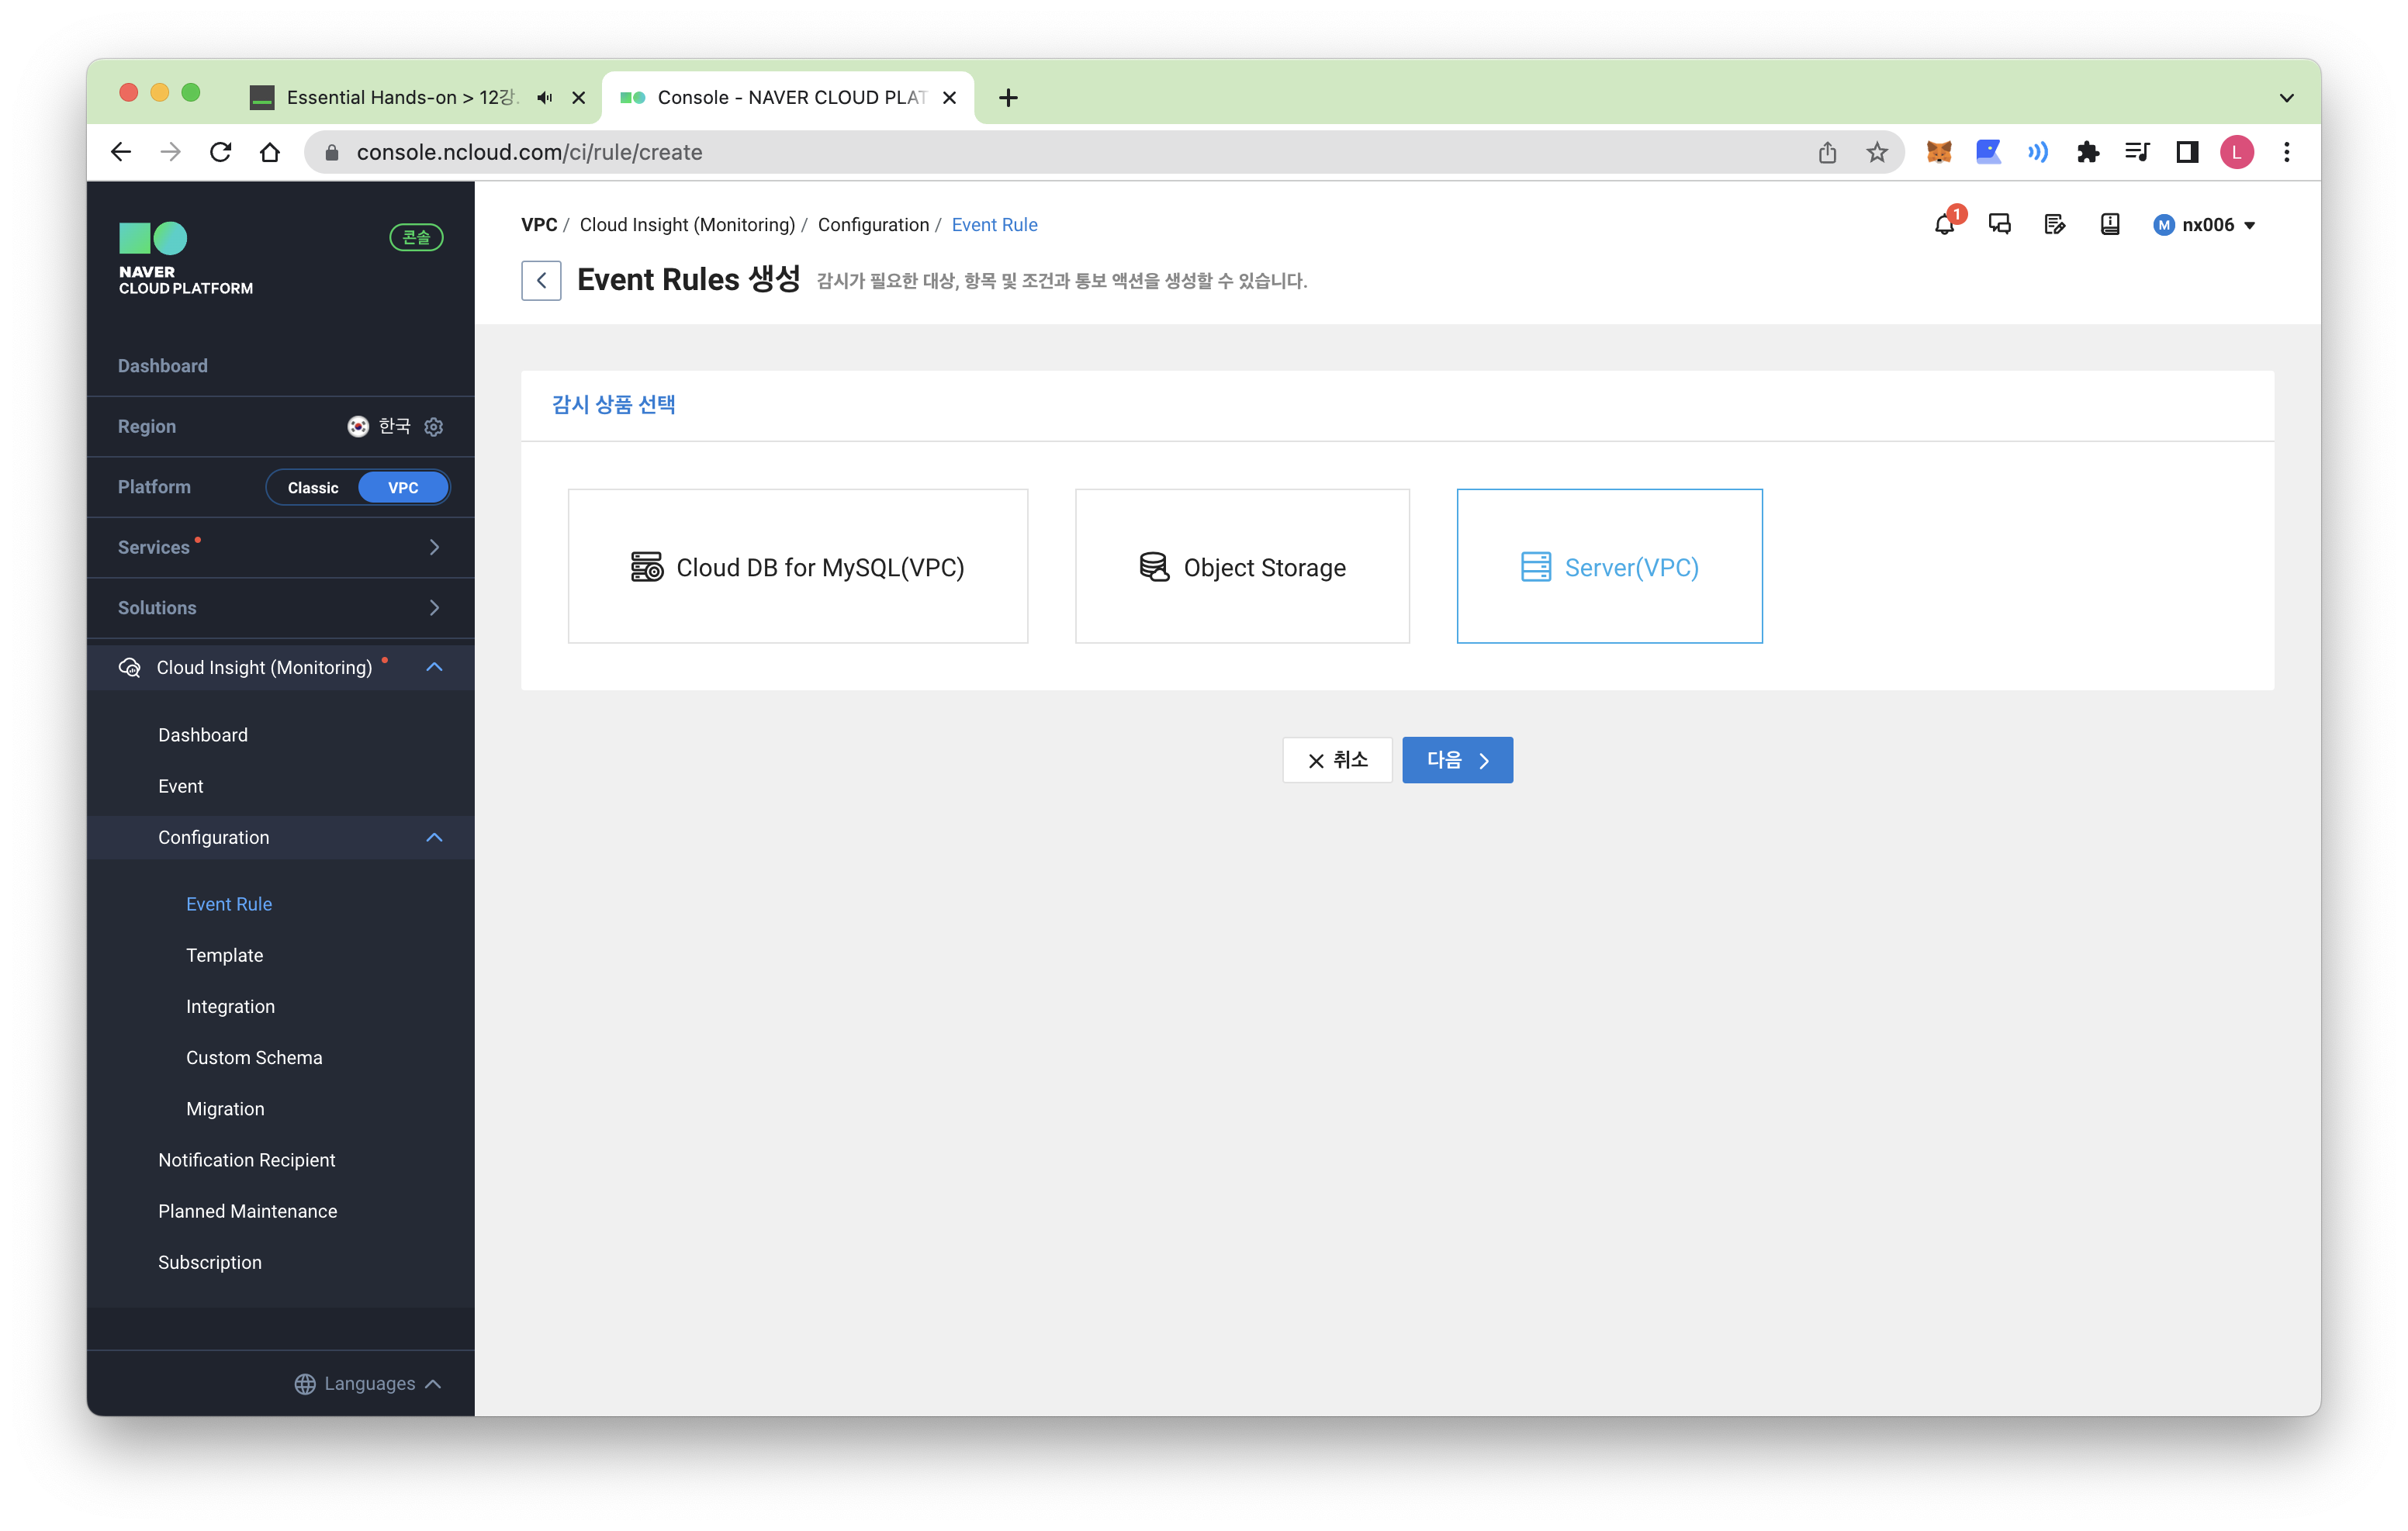 Essential Hands-on > 12강.
Console - NAVER CLOUD PLAT
console.ncloud.com/ci/rule/create
L
NAVER
CLOUD PLATFORM
콘솔
Dashboard
Region 한국
Platform Classic VPC
Services
Solutions
Cloud Insight (Monitoring)
Dashboard
Event
Configuration
Event Rule
Template
Integration
Custom Schema
Migration
Notification Recipient
Planned Maintenance
Subscription
Languages
VPC / Cloud Insight (Monitoring) / Configuration / Event Rule
1
M nx006
Event Rules 생성 감시가 필요한 대상, 항목 및 조건과 통보 액션을 생성할 수 있습니다.
감시 상품 선택
Cloud DB for MySQL(VPC)
Object Storage
Server(VPC)
취소
다음